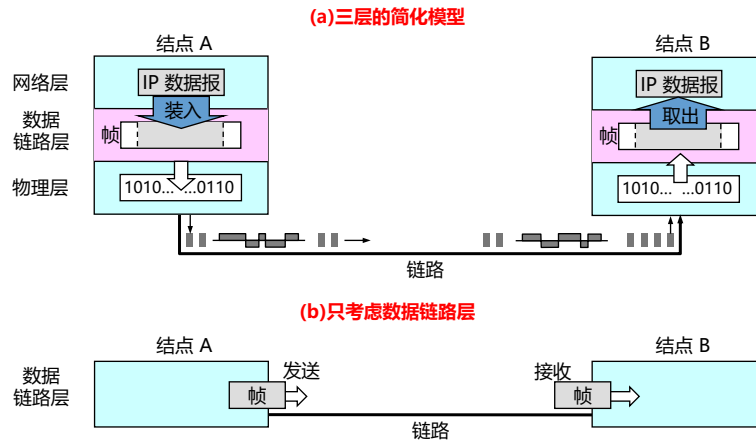 (a)三层的简化模型
结点 A
结点 B
网络层
IP 数据报
IP 数据报
装入
取出
数据
链路层
帧
帧
物理层
1010... ...0110
1010... ...0110
链路
(b)只考虑数据链路层
结点 A
结点 B
数据
链路层
发送
接收
帧
帧
链路